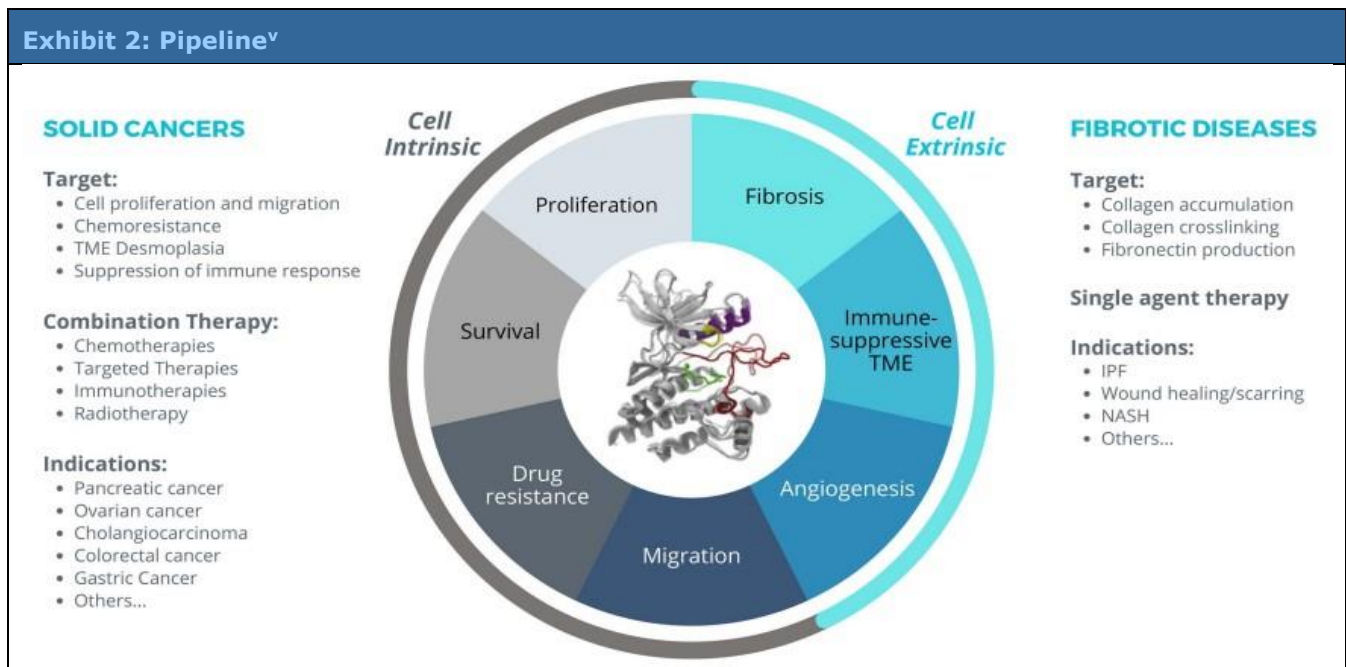 Exhibit 2: Pipelineᵛ
SOLID CANCERS
Target:
• Cell proliferation and migration
• Chemoresistance
• TME Desmoplasia
• Suppression of immune response
Combination Therapy:
• Chemotherapies
• Targeted Therapies
• Immunotherapies
• Radiotherapy
Indications:
• Pancreatic cancer
• Ovarian cancer
• Cholangiocarcinoma
• Colorectal cancer
• Gastric Cancer
• Others...
Cell
Intrinsic
Cell
Extrinsic
Proliferation
Fibrosis
Survival
Immune-
suppressive
TME
Drug
resistance
Angiogenesis
Migration
FIBROTIC DISEASES
Target:
• Collagen accumulation
• Collagen crosslinking
• Fibronectin production
Single agent therapy
Indications:
• IPF
• Wound healing/scarring
• NASH
• Others...